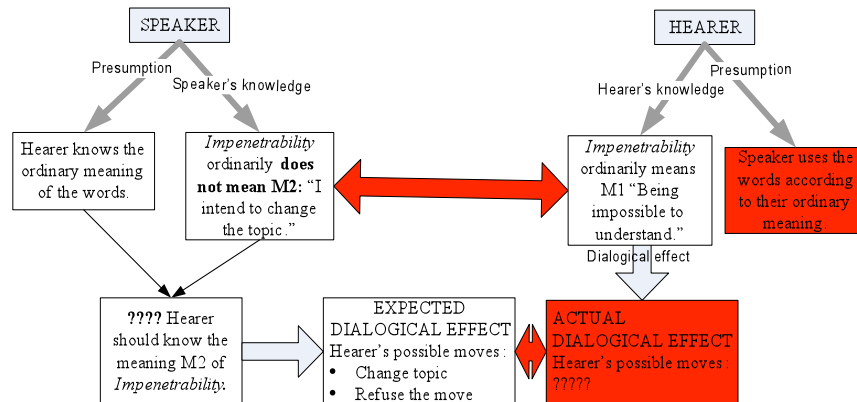 SPEAKER
HEARER
Presumption
Speaker's knowledge
Hearer's knowledge
Presumption
Hearer knows the
ordinary meaning
of the words.
Impenetrability
ordinarily does
not mean M2: “I
intend to change
the topic.”
Impenetrability
ordinarily means
M1 “Being
impossible to
understand.”
Speaker uses the
words according
to their ordinary
meaning.
Dialogical effect
???? Hearer
should know the
meaning M2 of
Impenetrability.
EXPECTED
DIALOGICAL EFFECT
Hearer’s possible moves :
• Change topic
• Refuse the move
ACTUAL
DIALOGICAL EFFECT
Hearer’s possible moves :
?????